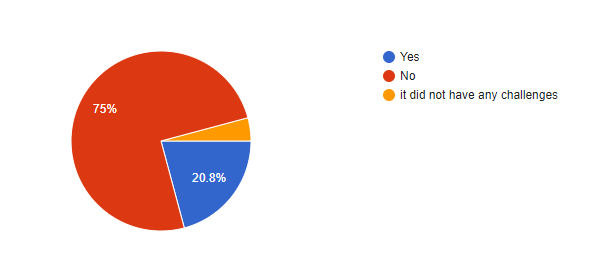 Yes
No
it did not have any challenges
75%
20.8%